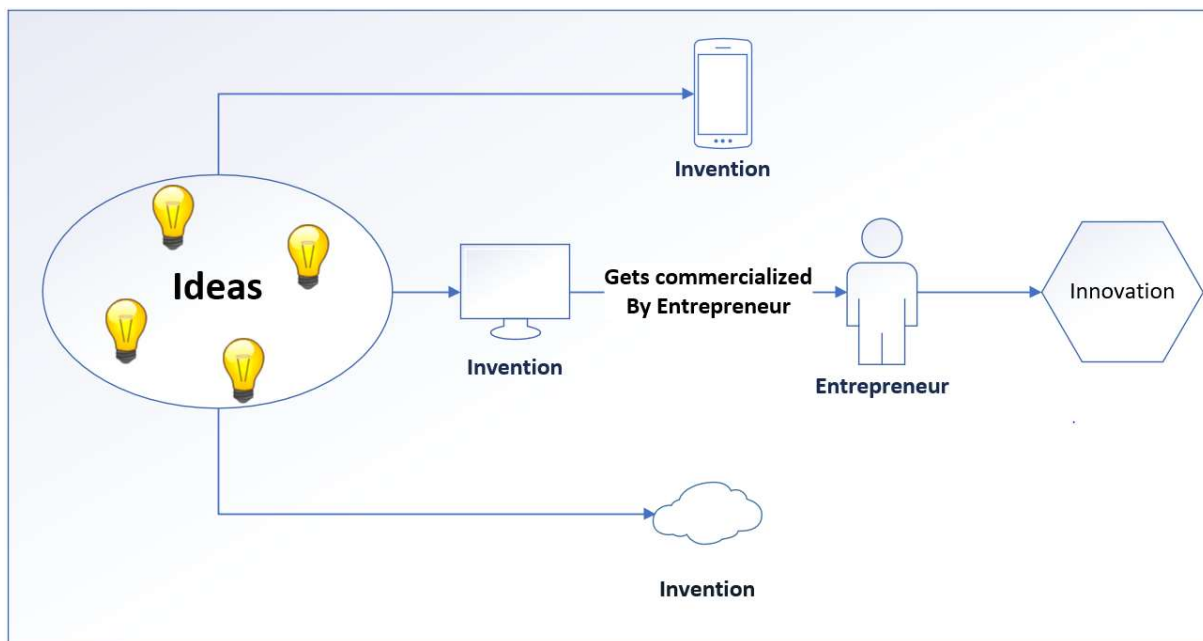 Invention
Ideas
Invention
Gets commercialized
By Entrepreneur
Entrepreneur
Innovation
Invention